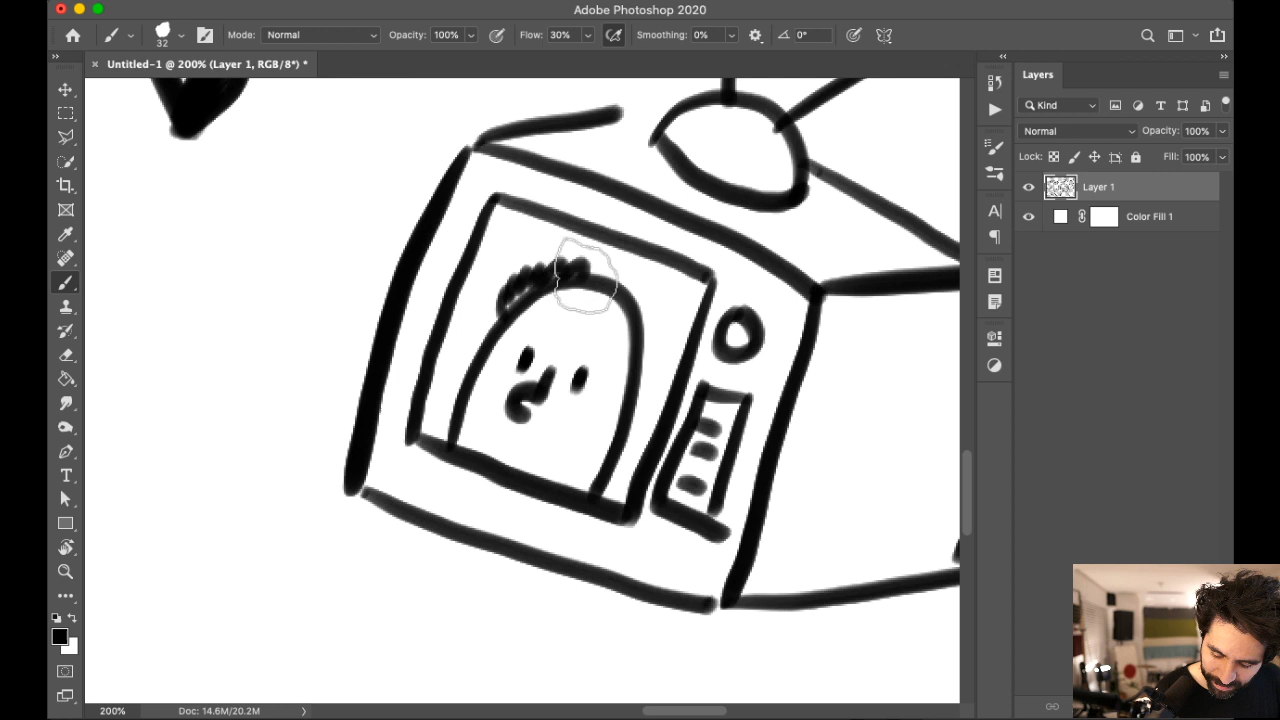 Adobe Photoshop 2020
32
Mode: Normal
Opacity: 100%
Flow: 30%
Smoothing: 0%
0°
Untitled-1 @ 200% (Layer 1, RGB/8*) *
Layers
Kind
Normal
Opacity: 100%
Lock:
Fill: 100%
Layer 1
Color Fill 1
200%
Doc: 14.6M/20.2M